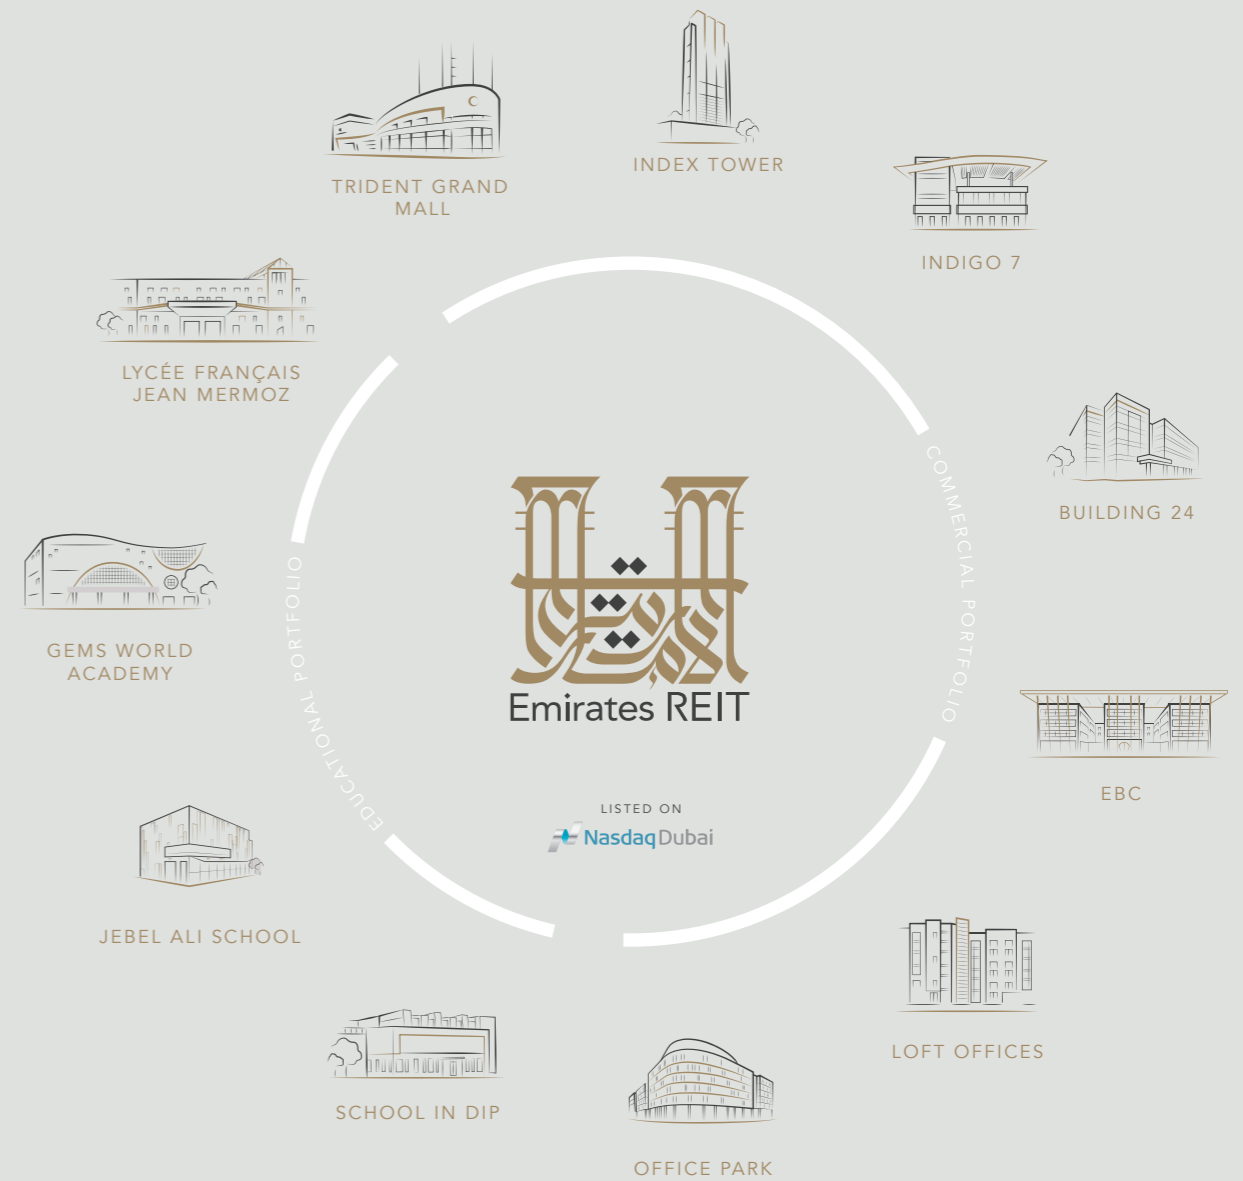 INDEX TOWER
TRIDENT GRAND
MALL
INDIGO 7
LYCÉE FRANÇAIS
JEAN MERMOZ
BUILDING 24
COMMERCIAL PORTFOLIO
EDUCATIONAL PORTFOLIO
GEMS WORLD
ACADEMY
Emirates REIT
EBC
LISTED ON
Nasdaq Dubai
JEBEL ALI SCHOOL
LOFT OFFICES
SCHOOL IN DIP
OFFICE PARK